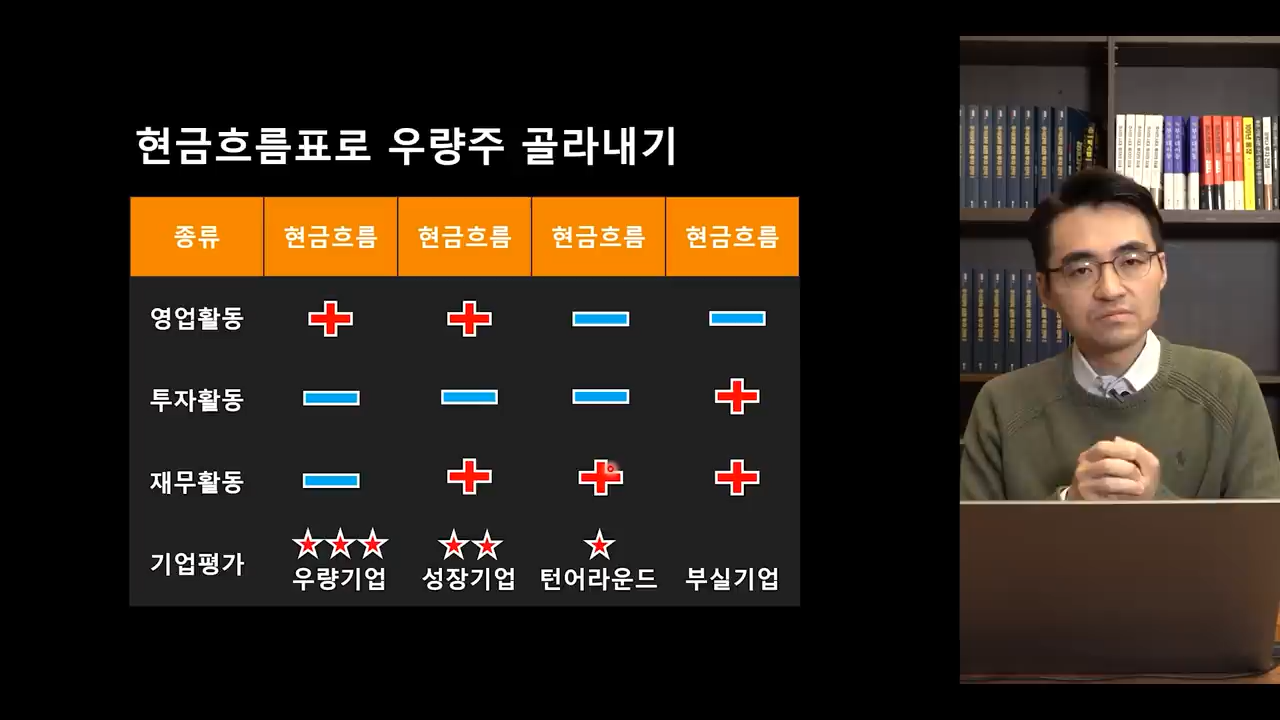 현금흐름표로 우량주 골라내기
종류 현금흐름 현금흐름 현금흐름 현금흐름
영업활동
투자활동
재무활동
기업평가
우량기업 성장기업 턴어라운드 부실기업